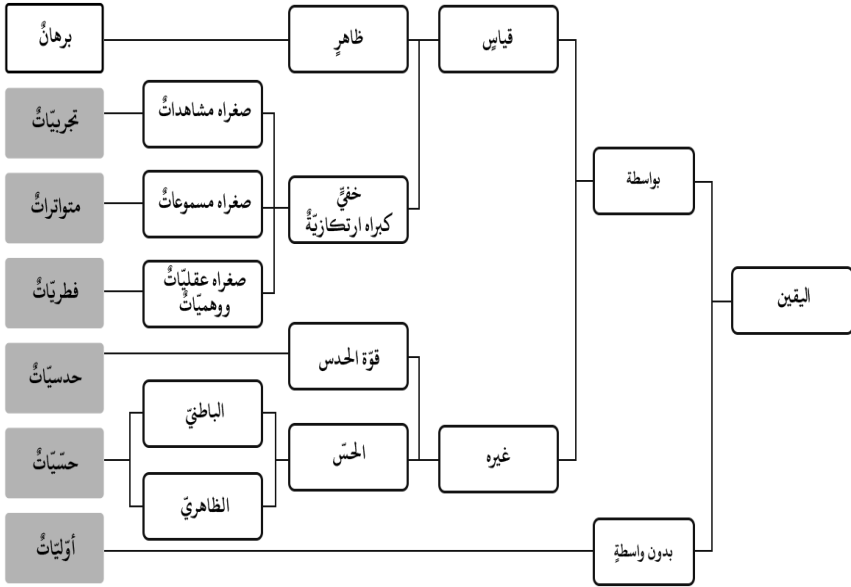 اليقين
بواسطة
قياسٍ
ظاهرٍ
برهانٌ
خفيٍّ
كبراه ارتكازيّةٌ
صغراه مشاهداتٌ
تجربيّاتٌ
صغراه مسموعاتٌ
متواتراتٌ
صغراه عقليّاتٌ
ووهميّاتٌ
فطريّاتٌ
غيره
قوّة الحدس
حدسيّاتٌ
الحسّ
الباطنيّ
الظاهريّ
حسّيّاتٌ
بدون واسطةٍ
أوّليّاتٌ